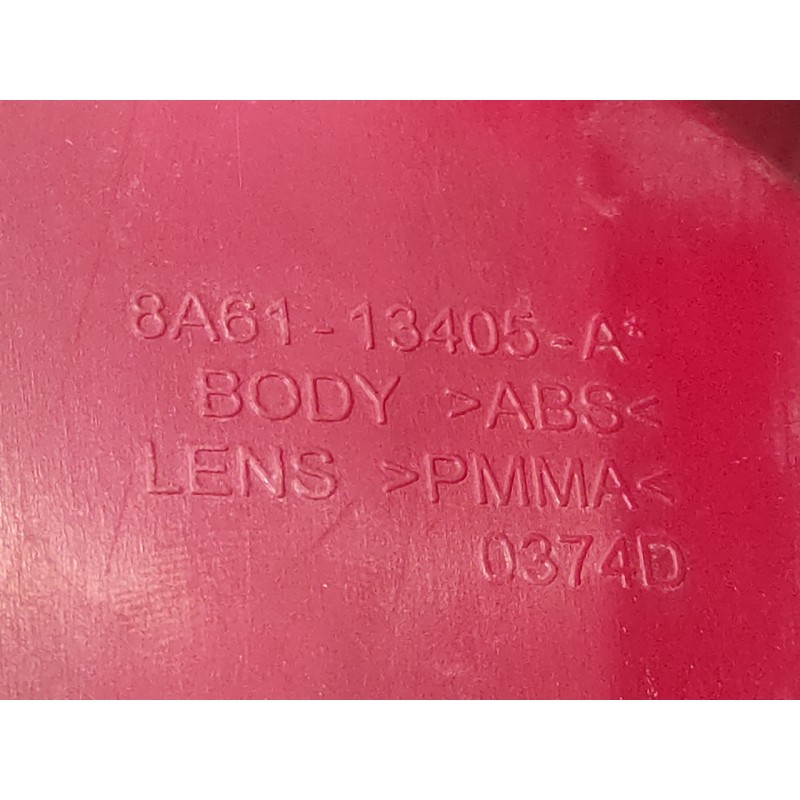 8A61-13405-A*
BODY >ABS<
LENS >PMMA<
0374D